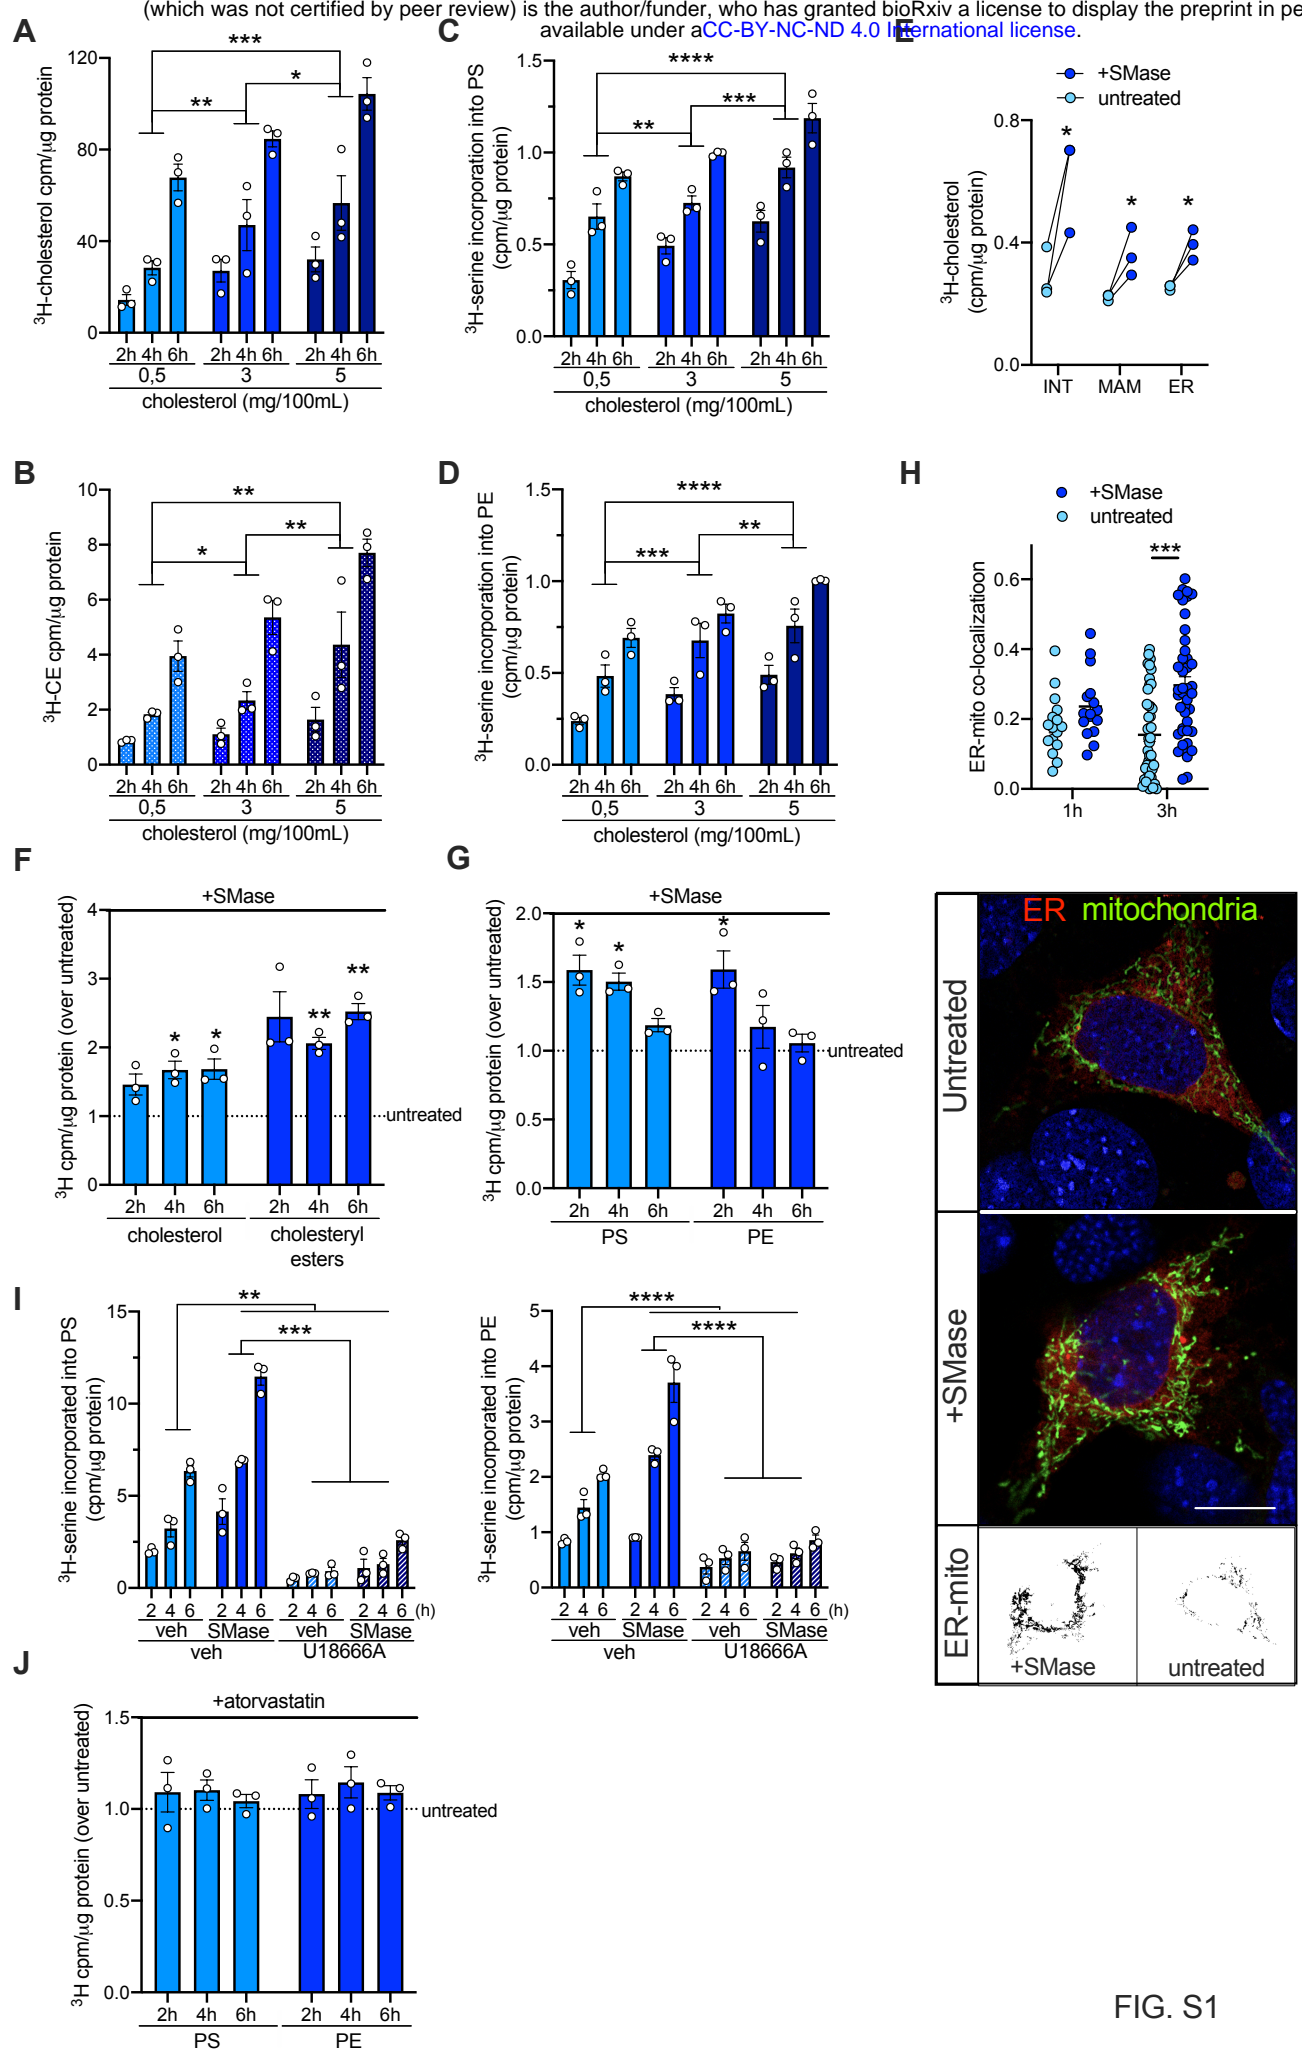 (which was not certified by peer review) is the author/funder, who has granted bioRxiv a license to display the preprint in pe
available under aCC-BY-NC-ND 4.0 International license.
A
³H-cholesterol cpm/μg protein
120
80
40
0
***
**
*
2h 4h 6h 2h 4h 6h 2h 4h 6h
0,5 3 5
cholesterol (mg/100mL)
C
³H-serine incorporation into PS
(cpm/μg protein)
1.5
1.0
0.5
0.0
****
**
***
2h 4h 6h 2h 4h 6h 2h 4h 6h
0,5 3 5
cholesterol (mg/100mL)
E
+SMase
untreated
³H-cholesterol
(cpm/μg protein)
0.8
0.4
0.0
* * *
INT MAM ER
B
³H-CE cpm/μg protein
10
8
6
4
2
0
**
*
**
2h 4h 6h 2h 4h 6h 2h 4h 6h
0,5 3 5
cholesterol (mg/100mL)
D
³H-serine incorporation into PE
(cpm/μg protein)
1.5
1.0
0.5
0.0
****
***
**
2h 4h 6h 2h 4h 6h 2h 4h 6h
0,5 3 5
cholesterol (mg/100mL)
H
+SMase
untreated
ER-mito co-localizatioon
0.6
0.4
0.2
0.0
***
1h 3h
F
+SMase
³H cpm/μg protein (over untreated)
4
3
2
1
0
* * ** **
untreated
2h 4h 6h 2h 4h 6h
cholesterol cholesteryl
esters
G
+SMase
³H cpm/μg protein (over untreated)
2.0
1.5
1.0
0.5
0.0
* * *
untreated
2h 4h 6h 2h 4h 6h
PS PE
ER mitochondria
Untreated
+SMase
ER-mito
+SMase untreated
I
³H-serine incorporated into PS
(cpm/μg protein)
15
10
5
0
**
***
2 4 6 2 4 6 2 4 6 2 4 6 (h)
veh SMase veh SMase
veh U18666A
³H-serine incorporated into PE
(cpm/μg protein)
5
4
3
2
1
0
****
****
2 4 6 2 4 6 2 4 6 2 4 6 (h)
veh SMase veh SMase
veh U18666A
J
+atorvastatin
³H cpm/μg protein (over untreated)
1.5
1.0
0.5
0.0
untreated
2h 4h 6h 2h 4h 6h
PS PE
FIG. S1